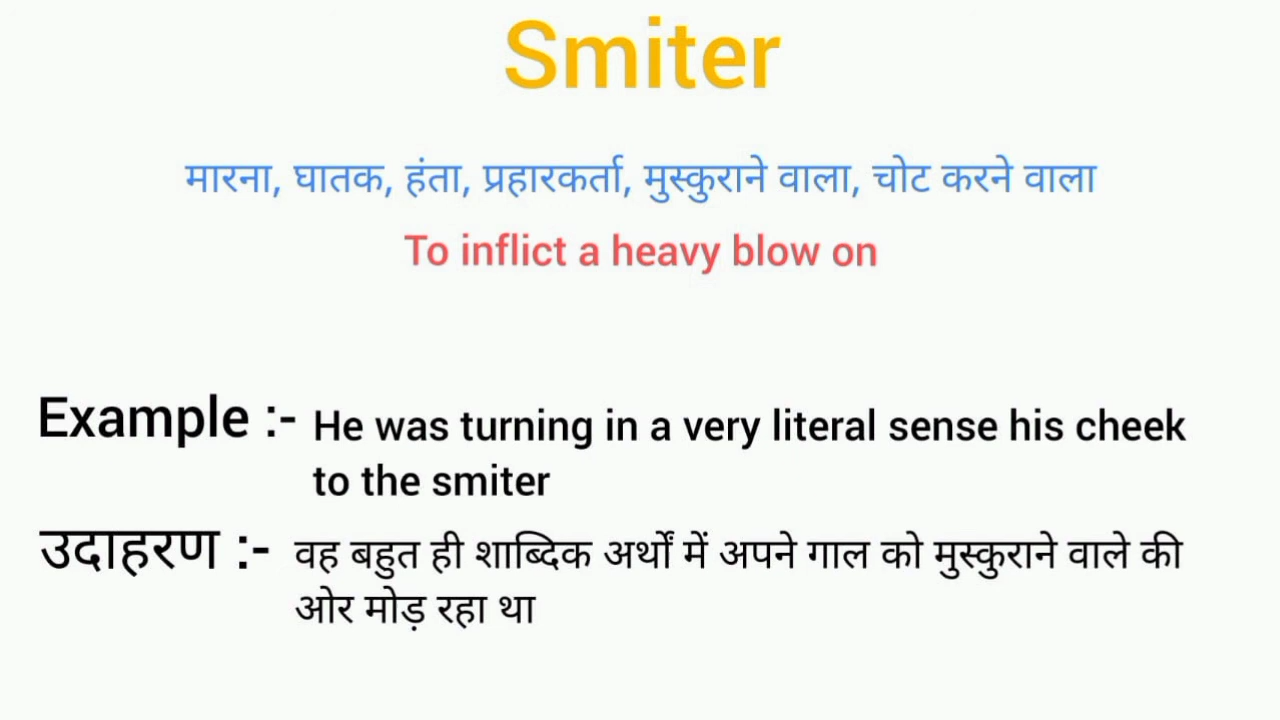 Smiter
मारना, घातक, हंता, प्रहारकर्ता, मुस्कुराने वाला, चोट करने वाला
To inflict a heavy blow on
Example :- He was turning in a very literal sense his cheek
to the smiter
उदाहरण :- वह बहुत ही शाब्दिक अर्थों में अपने गाल को मुस्कुराने वाले की
ओर मोड़ रहा था